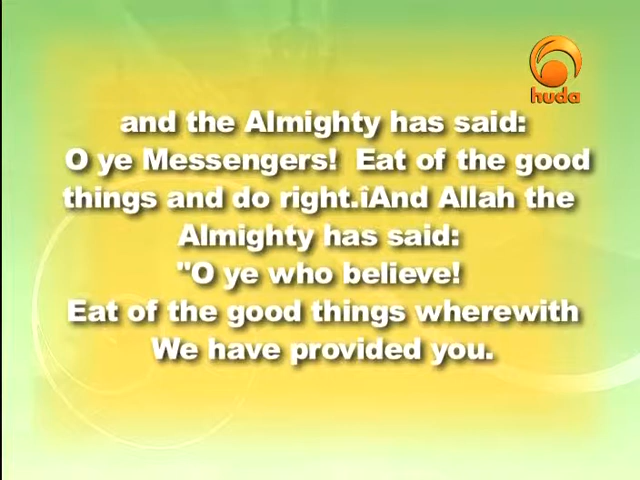 huda
and the Almighty has said:
O ye Messengers! Eat of the good
things and do right.îAnd Allah the
Almighty has said:
"O ye who believe!
Eat of the good things wherewith
We have provided you.